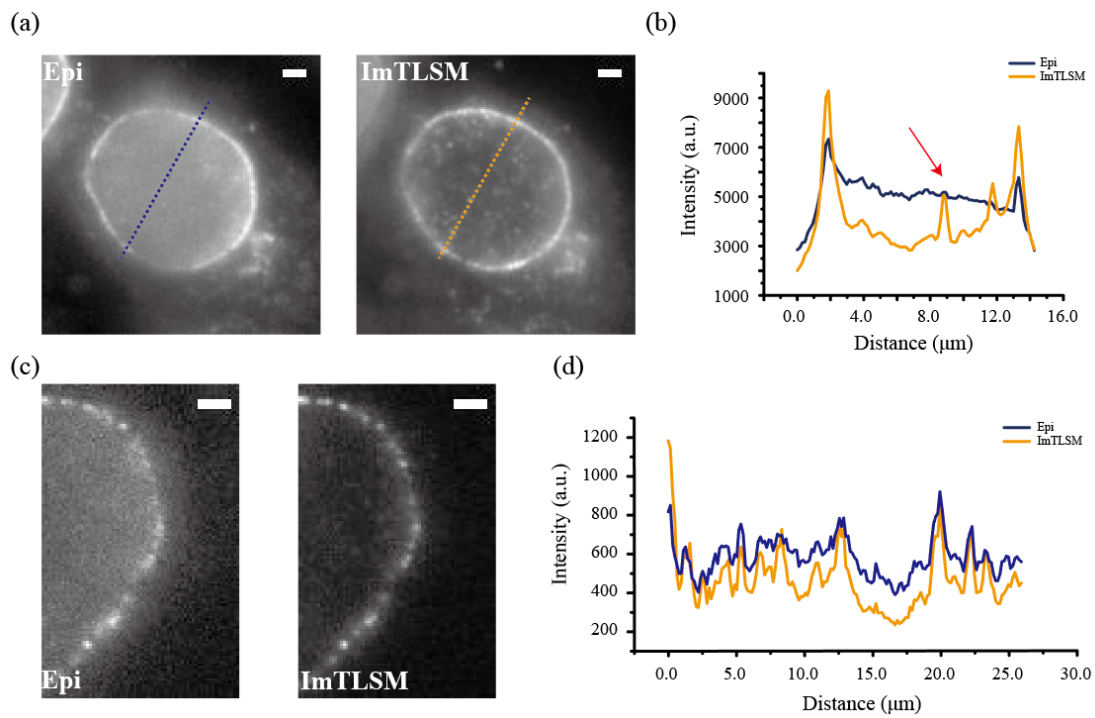 (a)
Epi
ImTLSM
(b)
Epi
ImTLSM
9000
7000
5000
3000
1000
Intensity (a.u.)
0.0 4.0 8.0 12.0 16.0
Distance (μm)
(c)
Epi
ImTLSM
(d)
Epi
ImTLSM
1200
1000
800
600
400
200
Intensity (a.u.)
0.0 5.0 10.0 15.0 20.0 25.0 30.0
Distance (μm)